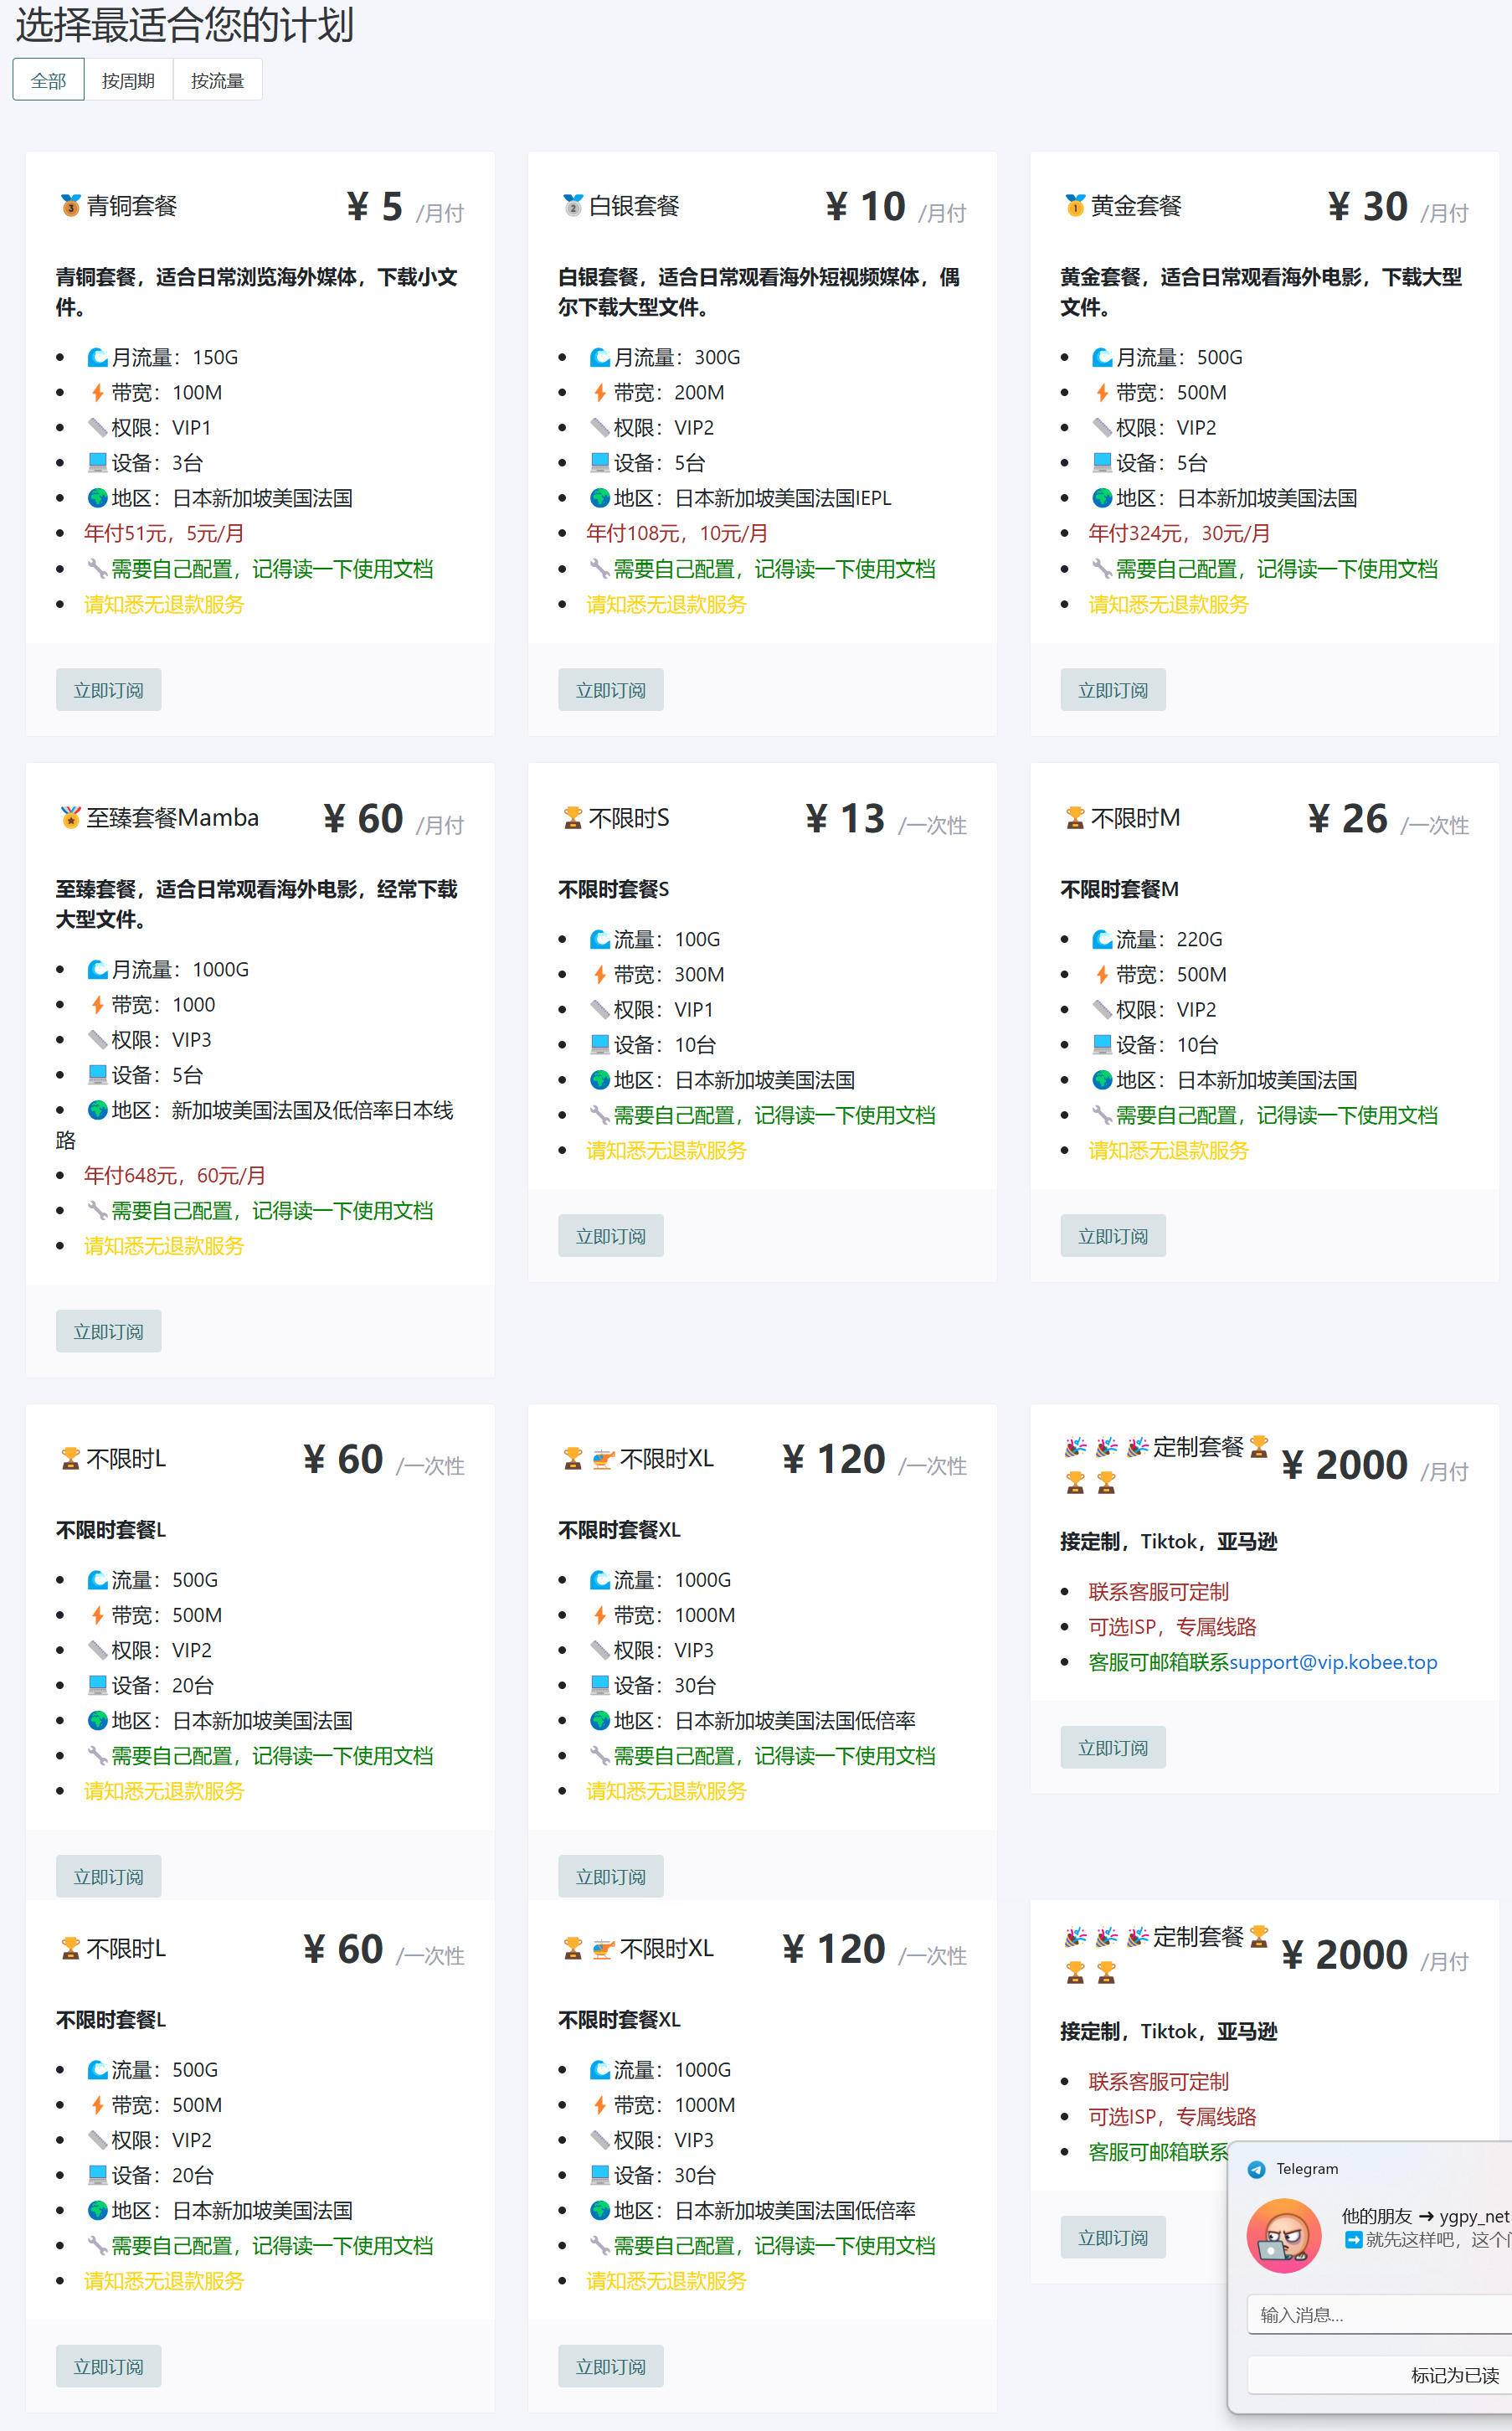 选择最适合您的计划
全部
按周期
按流量
青铜套餐
¥ 5 /月付
青铜套餐，适合日常浏览海外媒体，下载小文
件。
月流量：150G
带宽：100M
权限：VIP1
设备：3台
地区：日本新加坡美国法国
年付51元，5元/月
需要自己配置，记得读一下使用文档
请知悉无退款服务
立即订阅
白银套餐
¥ 10 /月付
白银套餐，适合日常观看海外短视频媒体，偶
尔下载大型文件。
月流量：300G
带宽：200M
权限：VIP2
设备：5台
地区：日本新加坡美国法国IEPL
年付108元，10元/月
需要自己配置，记得读一下使用文档
请知悉无退款服务
立即订阅
黄金套餐
¥ 30 /月付
黄金套餐，适合日常观看海外电影，下载大型
文件。
月流量：500G
带宽：500M
权限：VIP2
设备：5台
地区：日本新加坡美国法国
年付324元，30元/月
需要自己配置，记得读一下使用文档
请知悉无退款服务
立即订阅
至臻套餐Mamba
¥ 60 /月付
至臻套餐，适合日常观看海外电影，经常下载
大型文件。
月流量：1000G
带宽：1000
权限：VIP3
设备：5台
地区：新加坡美国法国及低倍率日本线
路
年付648元，60元/月
需要自己配置，记得读一下使用文档
请知悉无退款服务
立即订阅
不限时S
¥ 13 /一次性
不限时套餐S
流量：100G
带宽：300M
权限：VIP1
设备：10台
地区：日本新加坡美国法国
需要自己配置，记得读一下使用文档
请知悉无退款服务
立即订阅
不限时M
¥ 26 /一次性
不限时套餐M
流量：220G
带宽：500M
权限：VIP2
设备：10台
地区：日本新加坡美国法国
需要自己配置，记得读一下使用文档
请知悉无退款服务
立即订阅
不限时L
¥ 60 /一次性
不限时套餐L
流量：500G
带宽：500M
权限：VIP2
设备：20台
地区：日本新加坡美国法国
需要自己配置，记得读一下使用文档
请知悉无退款服务
立即订阅
不限时XL
¥ 120 /一次性
不限时套餐XL
流量：1000G
带宽：1000M
权限：VIP3
设备：30台
地区：日本新加坡美国法国低倍率
需要自己配置，记得读一下使用文档
请知悉无退款服务
立即订阅
定制套餐
¥ 2000 /月付
接定制，Tiktok，亚马逊
联系客服可定制
可选ISP，专属线路
客服可邮箱联系support@vip.kobee.top
立即订阅
不限时L
¥ 60 /一次性
不限时套餐L
流量：500G
带宽：500M
权限：VIP2
设备：20台
地区：日本新加坡美国法国
需要自己配置，记得读一下使用文档
请知悉无退款服务
立即订阅
不限时XL
¥ 120 /一次性
不限时套餐XL
流量：1000G
带宽：1000M
权限：VIP3
设备：30台
地区：日本新加坡美国法国低倍率
需要自己配置，记得读一下使用文档
请知悉无退款服务
立即订阅
定制套餐
¥ 2000 /月付
接定制，Tiktok，亚马逊
联系客服可定制
可选ISP，专属线路
客服可邮箱联系
立即订阅
Telegram
他的朋友 ➜ ygpy_net
➡就先这样吧，这个
输入消息...
标记为已读